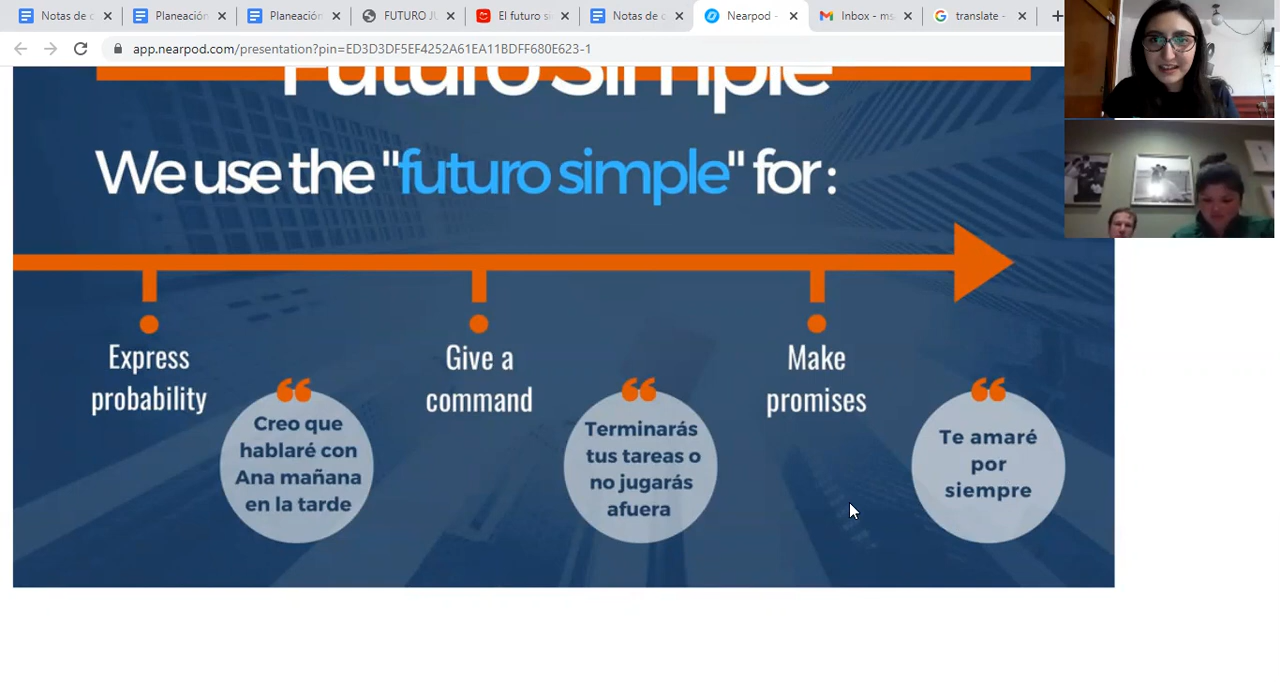 Notas de c
Planeación
Planeación
FUTURO JU
El futuro s
Notas de c
Nearpod -
Inbox - ms
translate -
app.nearpod.com/presentation?pin=ED3D3DF5EF4252A61EA11BDFF680E623-1
Futuro Simple
We use the "futuro simple" for:
Express
probability
Creo que
hablaré con
Ana mañana
en la tarde
Give a
command
Terminarás
tus tareas o
no jugarás
afuera
Make
promises
Te amaré
por
siempre